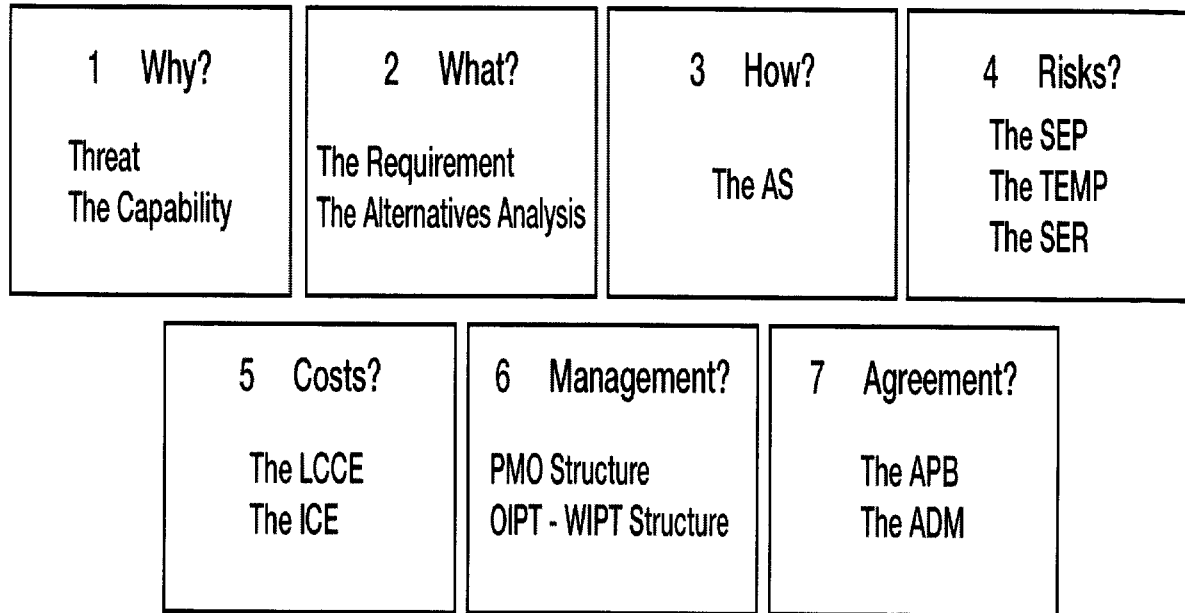 1 Why?
Threat
The Capability
2 What?
The Requirement
The Alternatives Analysis
3 How?
The AS
4 Risks?
The SEP
The TEMP
The SER
5 Costs?
The LCCE
The ICE
6 Management?
PMO Structure
OIPT - WIPT Structure
7 Agreement?
The APB
The ADM